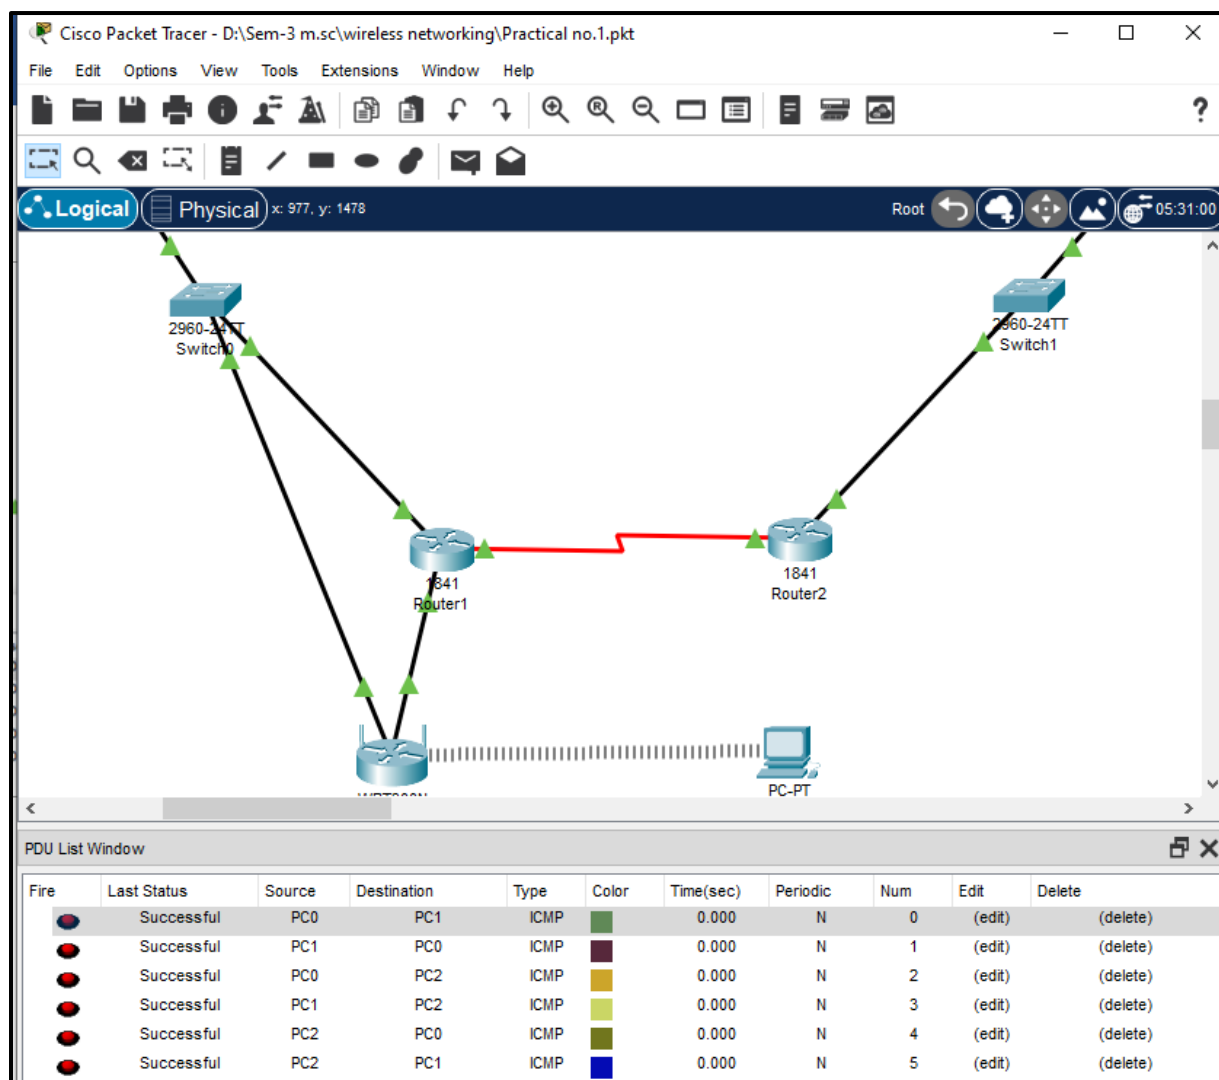 Cisco Packet Tracer - D:\Sem-3 m.sc\wireless networking\Practical no.1.pkt
File Edit Options View Tools Extensions Window Help
Logical Physical x: 977, y: 1478 Root 05:31:00
2960-24TT
Switch0
2960-24TT
Switch1
1841
Router1
1841
Router2
PC-PT
PDU List Window
Fire Last Status Source Destination Type Color Time(sec) Periodic Num Edit Delete
Successful PC0 PC1 ICMP 0.000 N 0 (edit) (delete)
Successful PC1 PC0 ICMP 0.000 N 1 (edit) (delete)
Successful PC0 PC2 ICMP 0.000 N 2 (edit) (delete)
Successful PC1 PC2 ICMP 0.000 N 3 (edit) (delete)
Successful PC2 PC0 ICMP 0.000 N 4 (edit) (delete)
Successful PC2 PC1 ICMP 0.000 N 5 (edit) (delete)